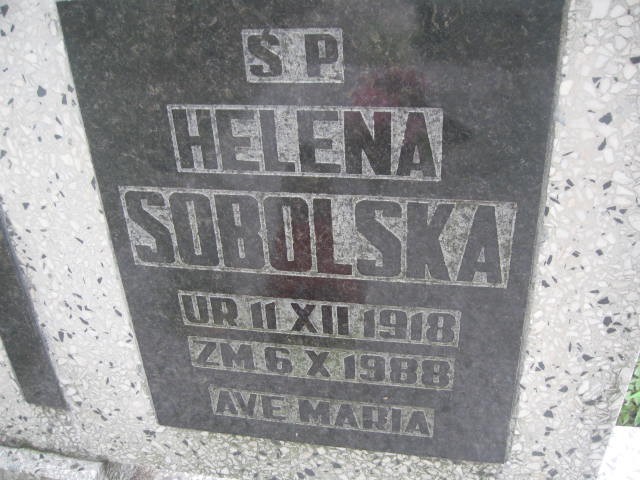 Ś P
HELENA
SOBOLSKA
UR 11 XII 1918
ZM 6 X 1988
AVE MARIA